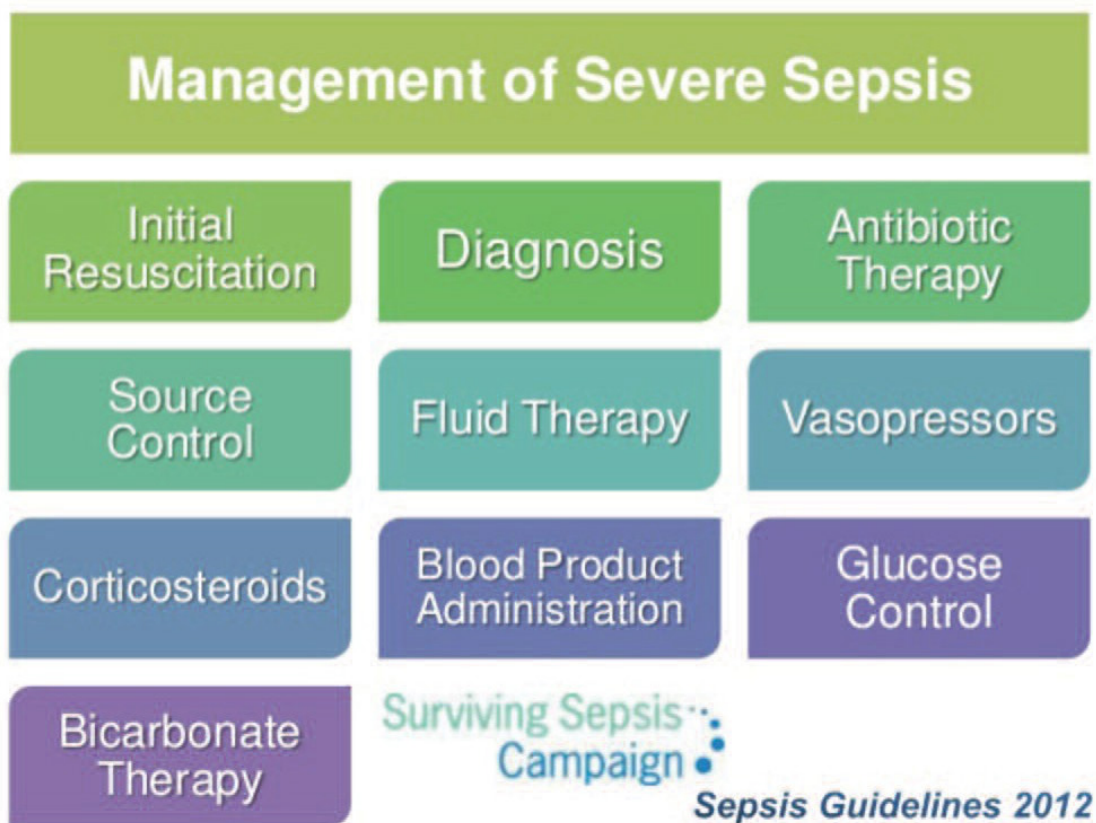 Management of Severe Sepsis
Initial
Resuscitation
Diagnosis
Antibiotic
Therapy
Source
Control
Fluid Therapy
Vasopressors
Corticosteroids
Blood Product
Administration
Glucose
Control
Bicarbonate
Therapy
Surviving Sepsis
Campaign
Sepsis Guidelines 2012